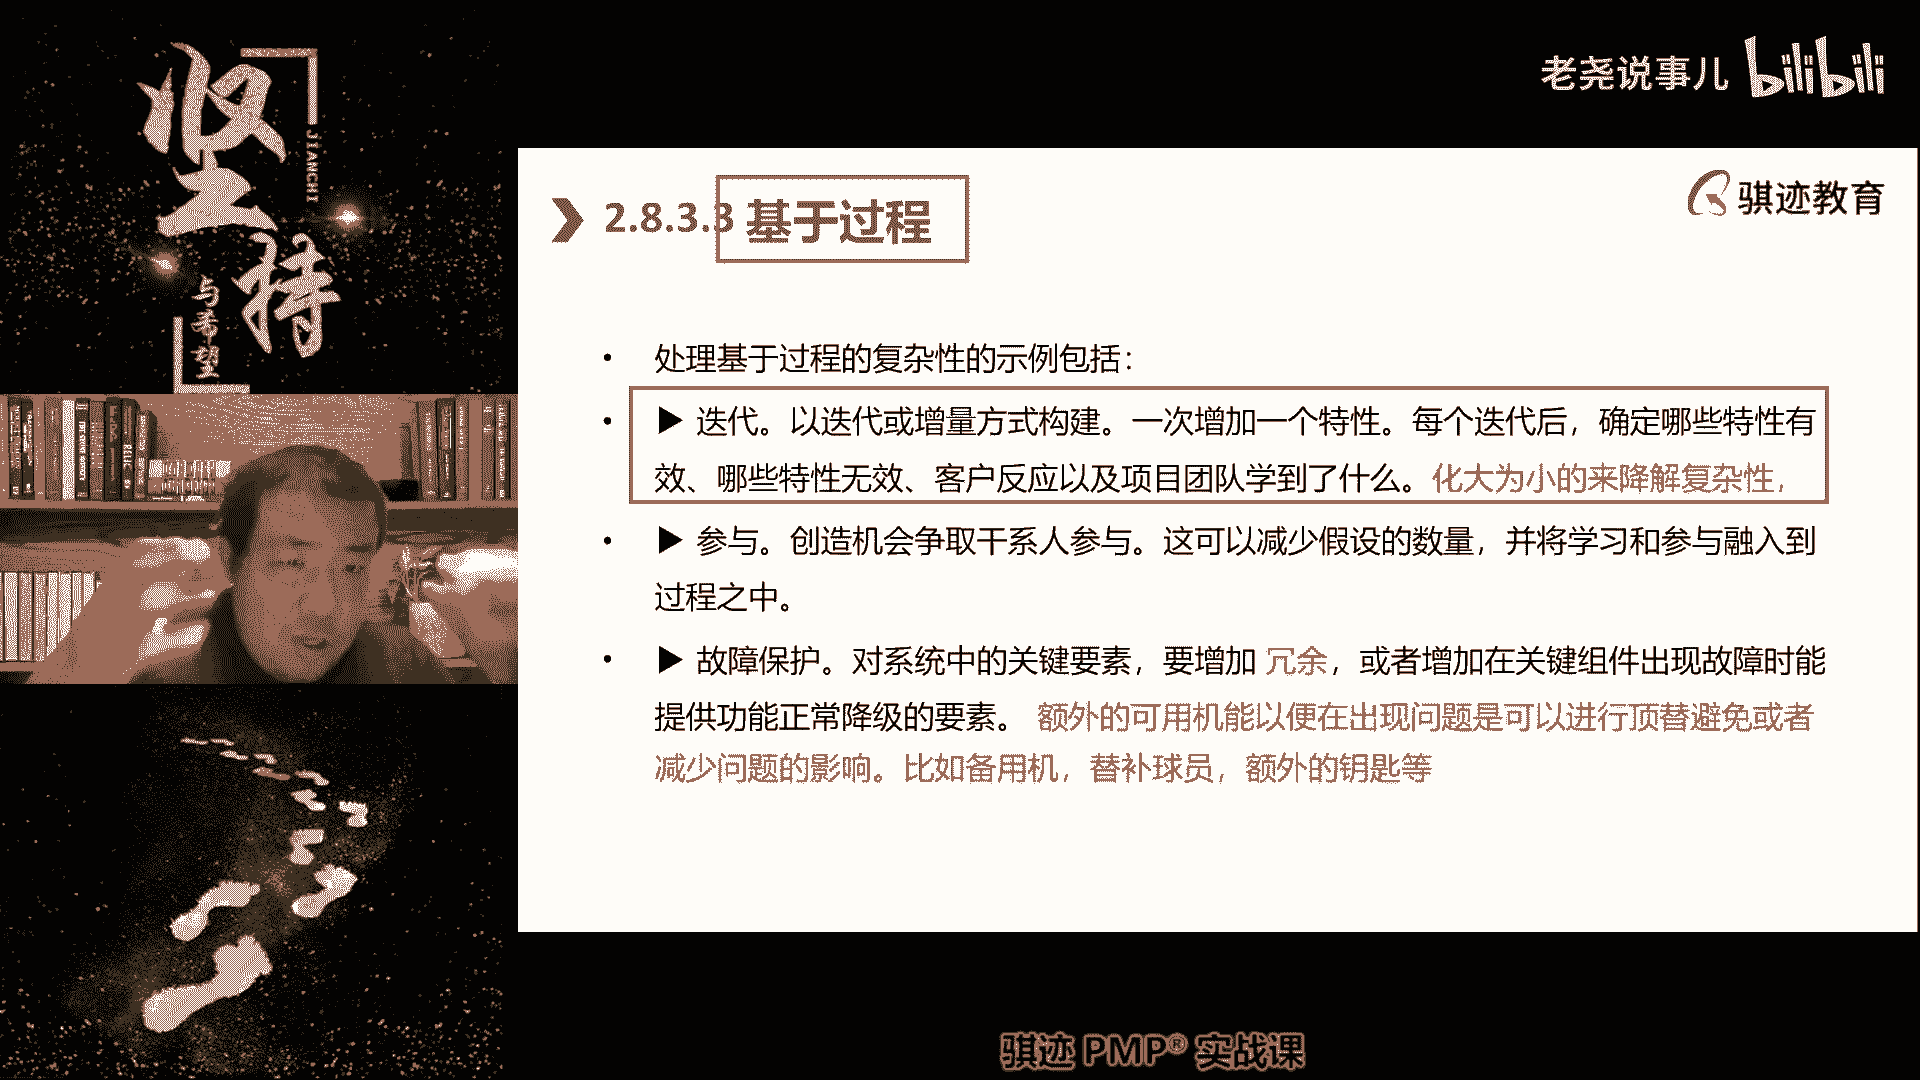 坚持
JIANCHI
与希望
老尧说事儿 bilibili
骐迹教育
2.8.3.3 基于过程
• 处理基于过程的复杂性的示例包括：
• ▶ 迭代。以迭代或增量方式构建。一次增加一个特性。每个迭代后，确定哪些特性有
效、哪些特性无效、客户反应以及项目团队学到了什么。化大为小的来降解复杂性，
• ▶ 参与。创造机会争取干系人参与。这可以减少假设的数量，并将学习和参与融入到
过程之中。
• ▶ 故障保护。对系统中的关键要素，要增加 冗余，或者增加在关键组件出现故障时能
提供功能正常降级的要素。 额外的可用机能以便在出现问题是可以进行顶替避免或者
减少问题的影响。比如备用机，替补球员，额外的钥匙等
骐迹 PMP® 实战课